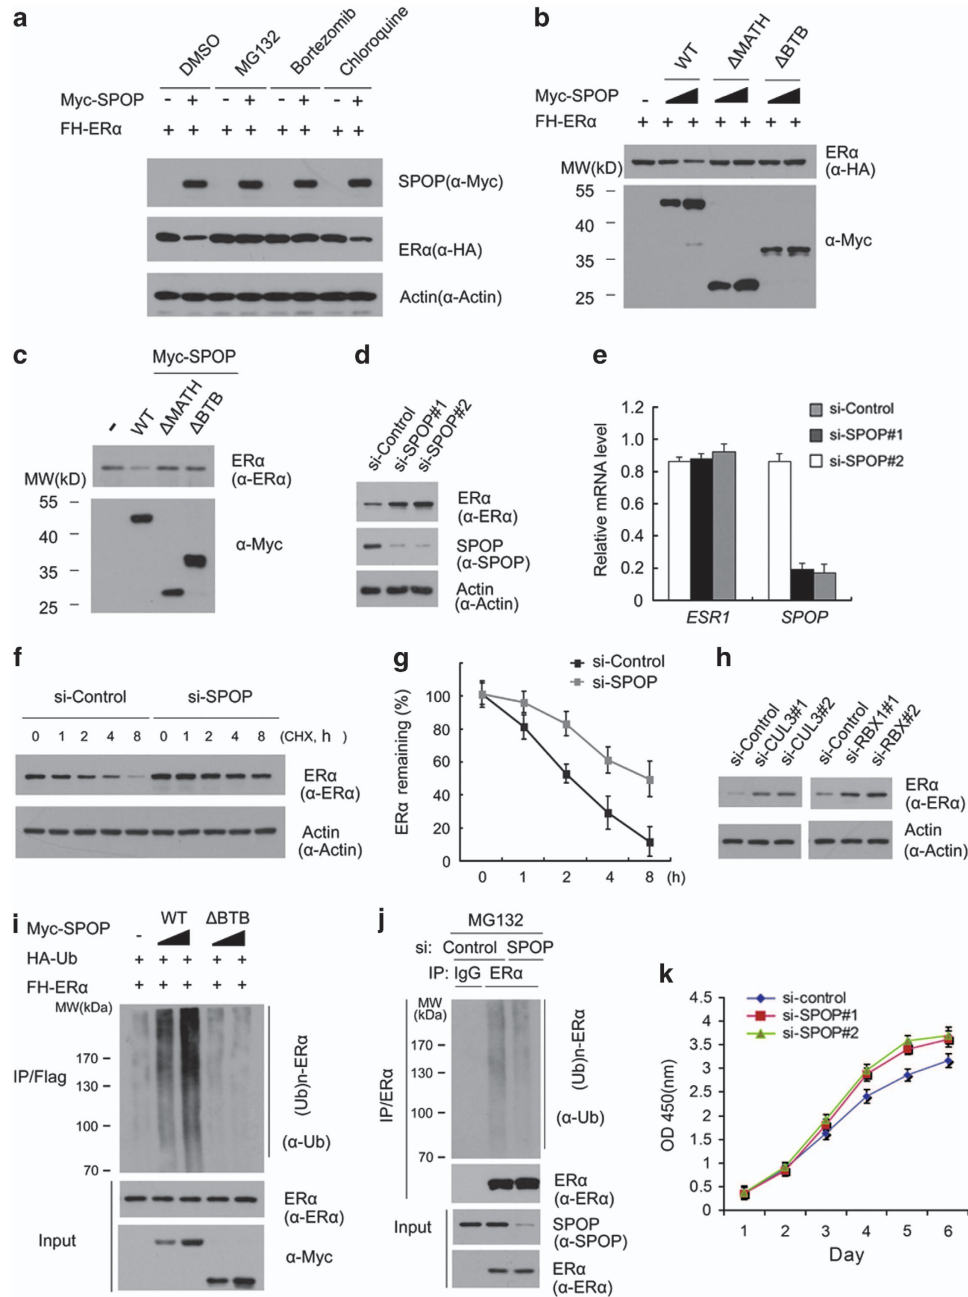 a
DMSO MG132 Bortezomib Chloroquine
Myc-SPOP - + - + - + - +
FH-ERα + + + + + + + +
SPOP(α-Myc)
ERα(α-HA)
Actin(α-Actin)
b
WT ΔMATH ΔBTB
Myc-SPOP -
FH-ERα + + + + + + +
ERα
(α-HA)
MW(kD)
55
40
35
25
α-Myc
c
Myc-SPOP
- WT ΔMATH ΔBTB
ERα
(α-ERα)
MW(kD)
55
40
35
25
α-Myc
d
si-Control si-SPOP#1 si-SPOP#2
ERα
(α-ERα)
SPOP
(α-SPOP)
Actin
(α-Actin)
e
Relative mRNA level
1.2
1.0
0.8
0.6
0.4
0.2
0
ESR1 SPOP
si-Control
si-SPOP#1
si-SPOP#2
f
si-Control si-SPOP
0 1 2 4 8 0 1 2 4 8 (CHX, h )
ERα
(α-ERα)
Actin
(α-Actin)
g
si-Control
si-SPOP
ERα remaining (%)
100
80
60
40
20
0
0 1 2 4 8 (h)
h
si-Control si-CUL3#1 si-CUL3#2 si-Control si-RBX1#1 si-RBX#2
ERα
(α-ERα)
Actin
(α-Actin)
i
WT ΔBTB
Myc-SPOP -
HA-Ub + + + + +
FH-ERα + + + + +
MW(kDa)
170
130
100
70
IP/Flag
(Ub)n-ERα
(α-Ub)
ERα
(α-ERα)
Input
α-Myc
j
MG132
si: Control SPOP
IP: IgG ERα
MW
(kDa)
170
130
100
70
IP/ERα
(Ub)n-ERα
(α-Ub)
ERα
(α-ERα)
Input
SPOP
(α-SPOP)
ERα
(α-ERα)
k
si-control
si-SPOP#1
si-SPOP#2
OD 450(nm)
4.5
4
3.5
3
2.5
2
1.5
1
0.5
0
1 2 3 4 5 6
Day